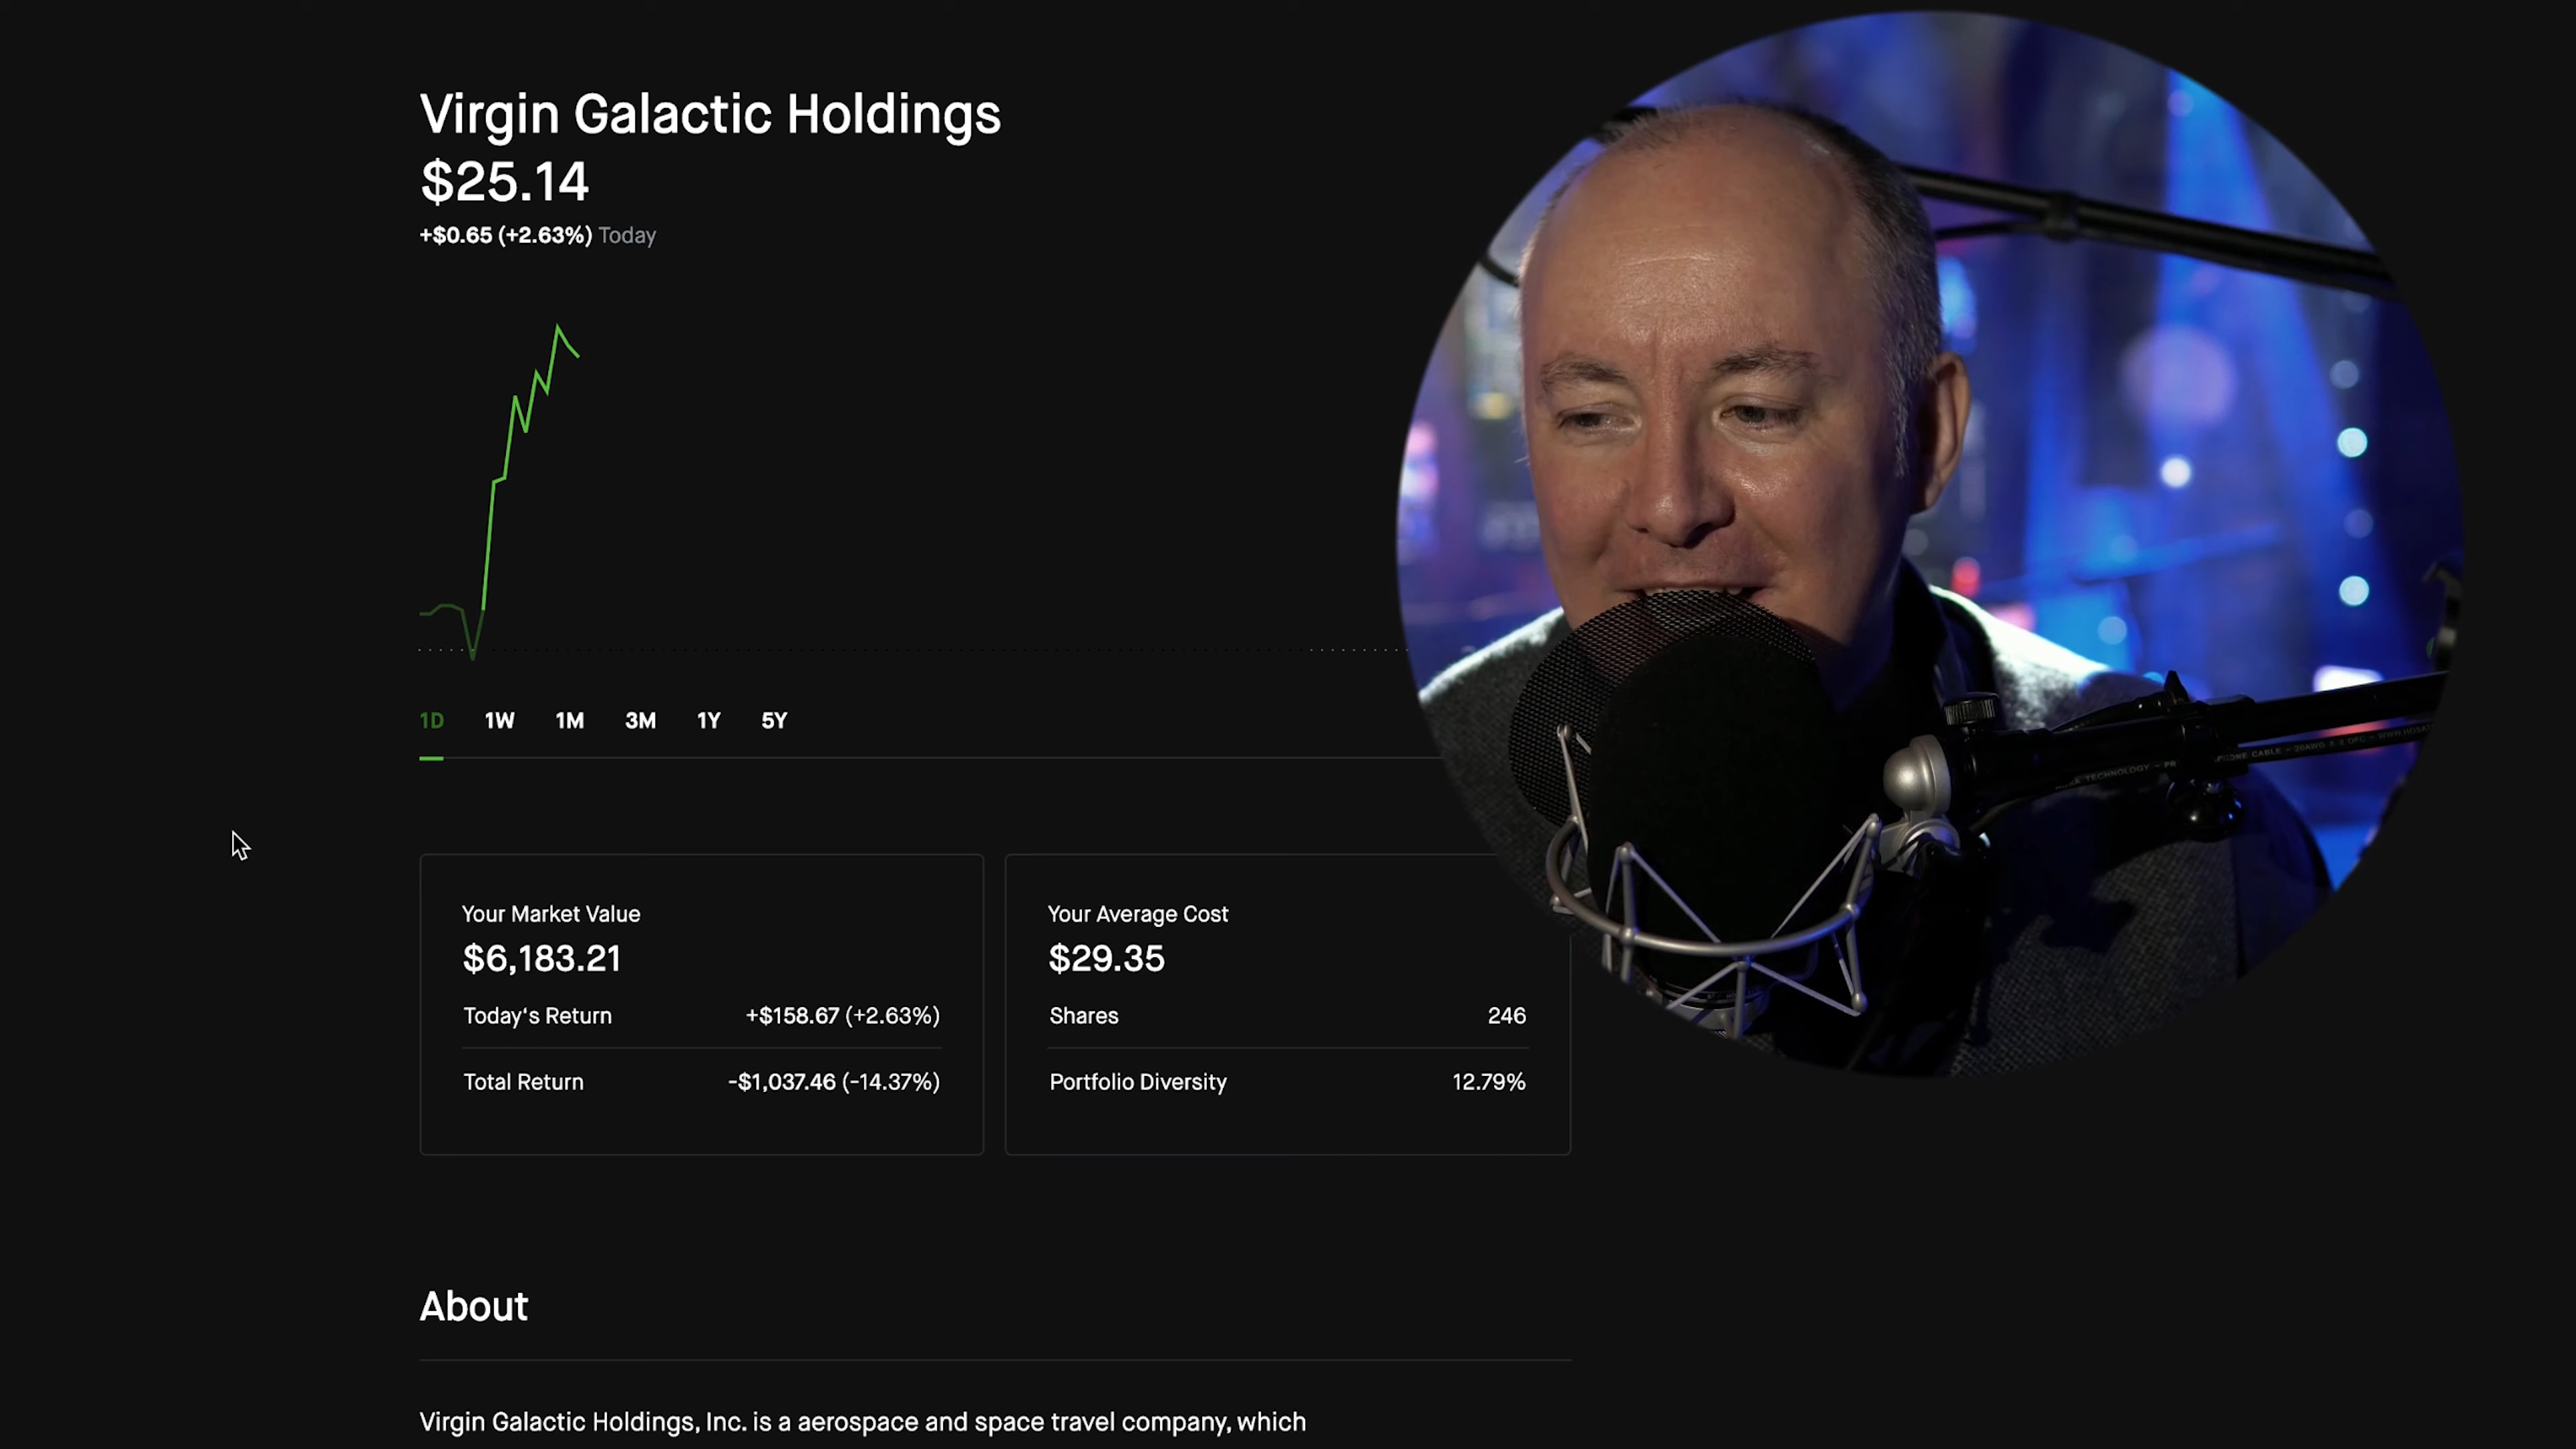 Virgin Galactic Holdings
$25.14
+$0.65 (+2.63%) Today
1D 1W 1M 3M 1Y 5Y
Your Market Value
$6,183.21
Today's Return +$158.67 (+2.63%)
Total Return -$1,037.46 (-14.37%)
Your Average Cost
$29.35
Shares 246
Portfolio Diversity 12.79%
About
Virgin Galactic Holdings, Inc. is a aerospace and space travel company, which